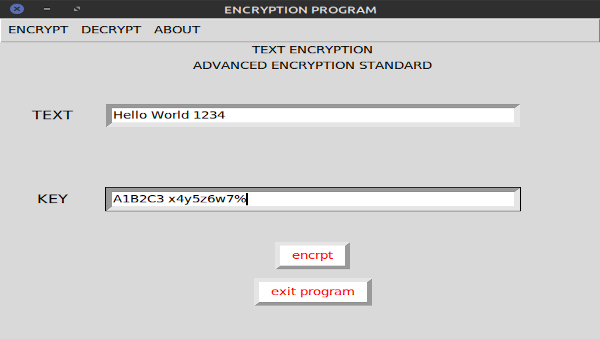 ENCRYPTION PROGRAM
ENCRYPT DECRYPT ABOUT
TEXT ENCRYPTION
ADVANCED ENCRYPTION STANDARD
TEXT Hello World 1234
KEY A1B2C3 x4y5z6w7%
encrpt
exit program